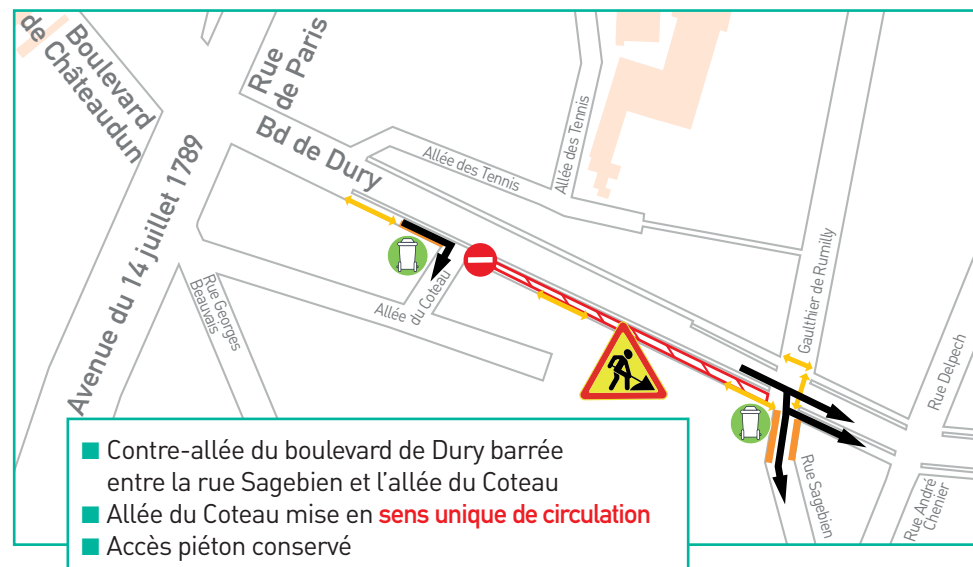 Boulevard
de Châteaudun
Rue
de Paris
Bd de Dury
Avenue du 14 juillet 1789
Allée des Tennis
Allée des Tennis
Gaulthier de Rumilly
Rue Delpech
Rue Georges
Beauvais
Allée
du Coteau
Rue Sagebien
Rue André
Chenier
Contre-allée du boulevard de Dury barrée
entre la rue Sagebien et l'allée du Coteau
Allée du Coteau mise en sens unique de circulation
Accès piéton conservé